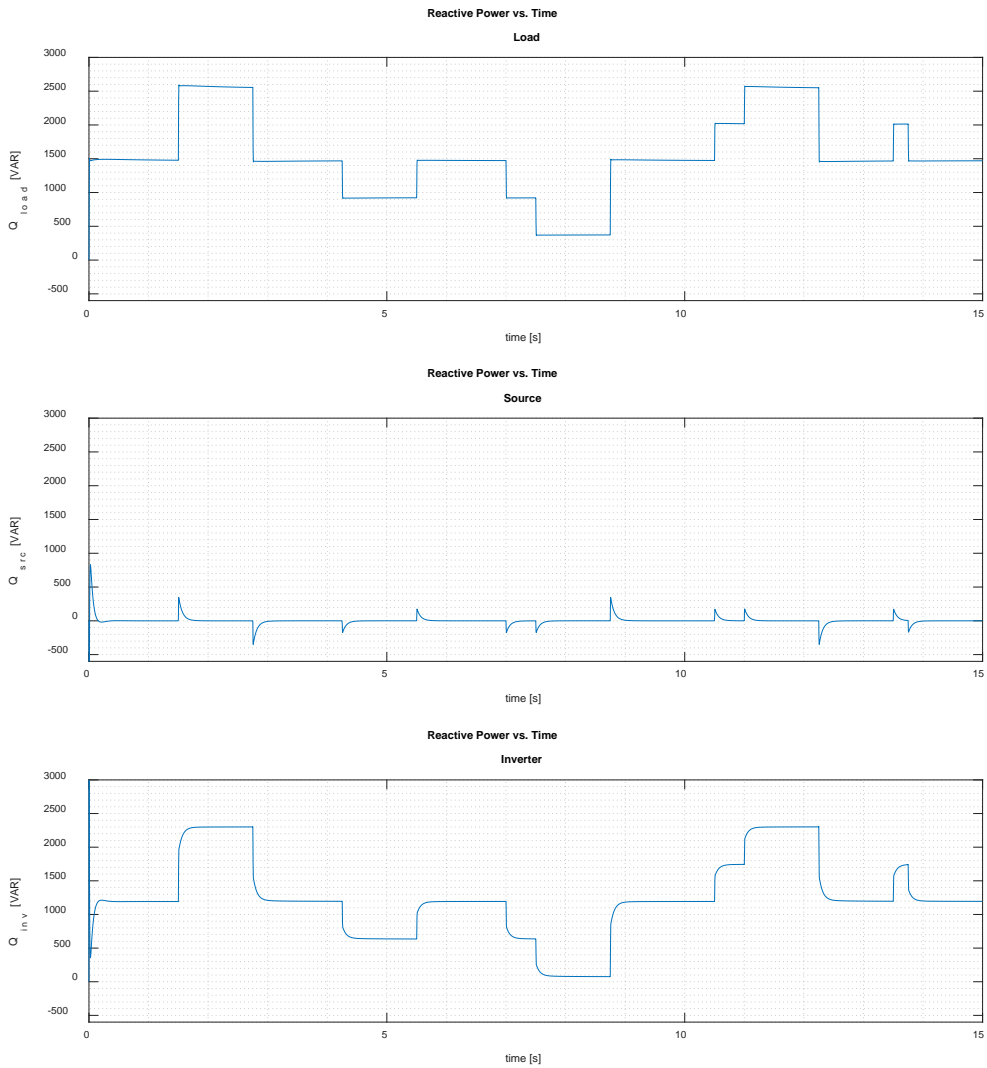 Reactive Power vs. Time
Load
3000
2500
2000
1500
1000
500
0
-500
Q load [VAR]
0 5 10 15
time [s]
Reactive Power vs. Time
Source
3000
2500
2000
1500
1000
500
0
-500
Q src [VAR]
0 5 10 15
time [s]
Reactive Power vs. Time
Inverter
3000
2500
2000
1500
1000
500
0
-500
Q inv [VAR]
0 5 10 15
time [s]